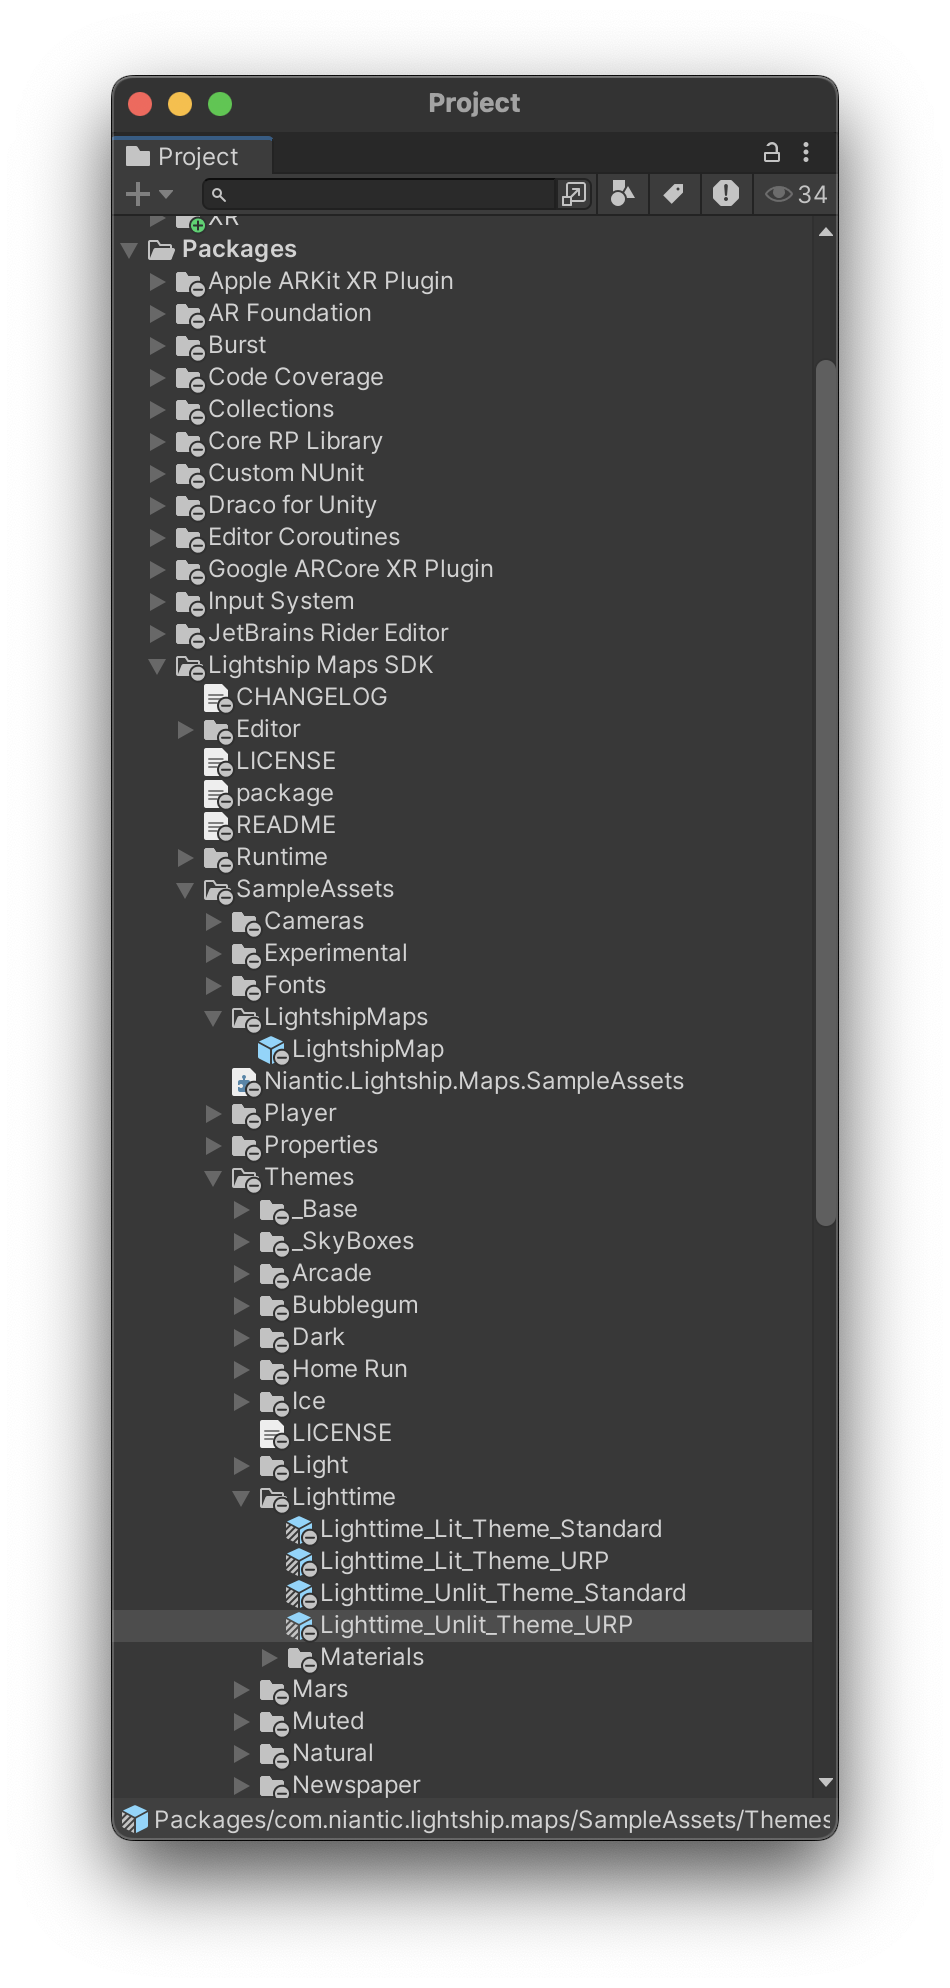 Project
Project
34
XR
Packages
Apple ARKit XR Plugin
AR Foundation
Burst
Code Coverage
Collections
Core RP Library
Custom NUnit
Draco for Unity
Editor Coroutines
Google ARCore XR Plugin
Input System
JetBrains Rider Editor
Lightship Maps SDK
CHANGELOG
Editor
LICENSE
package
README
Runtime
SampleAssets
Cameras
Experimental
Fonts
LightshipMaps
LightshipMap
Niantic.Lightship.Maps.SampleAssets
Player
Properties
Themes
_Base
_SkyBoxes
Arcade
Bubblegum
Dark
Home Run
Ice
LICENSE
Light
Lighttime
Lighttime_Lit_Theme_Standard
Lighttime_Lit_Theme_URP
Lighttime_Unlit_Theme_Standard
Lighttime_Unlit_Theme_URP
Materials
Mars
Muted
Natural
Newspaper
Packages/com.niantic.lightship.maps/SampleAssets/Themes